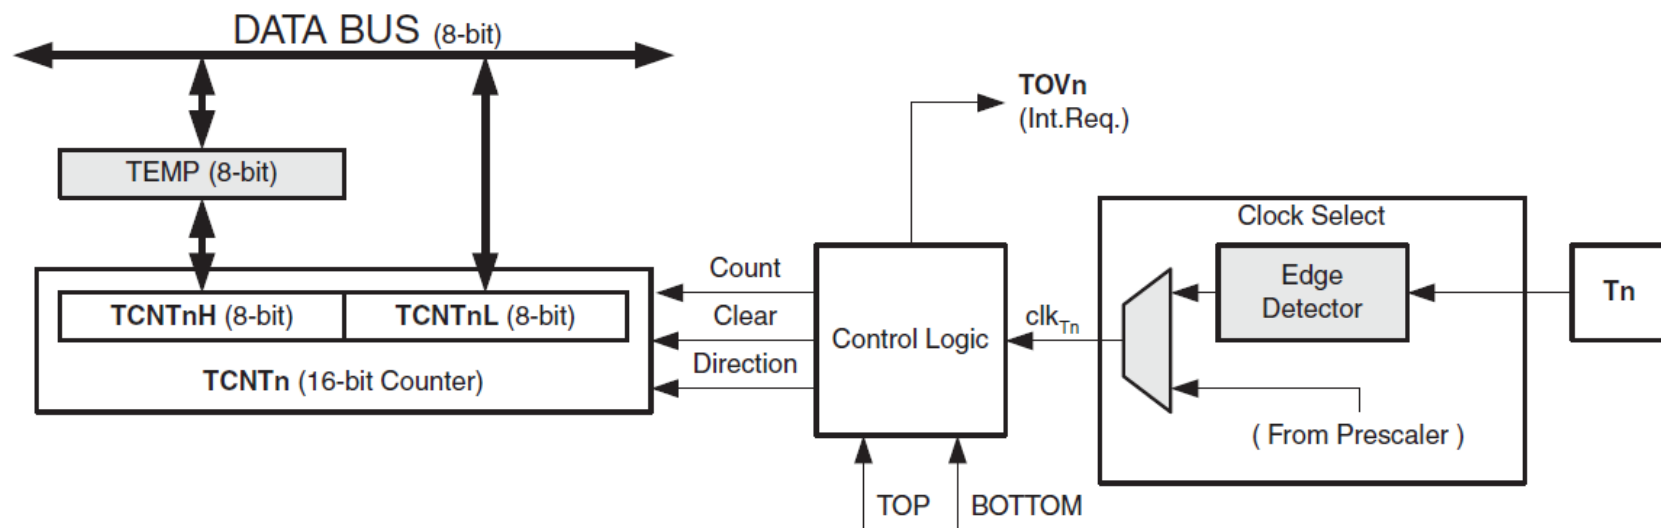 DATA BUS (8-bit)
TOVn
(Int.Req.)
TEMP (8-bit)
Clock Select
Count
Edge
Detector
Tn
TCNTnH (8-bit)
TCNTnL (8-bit)
Clear
clkTn
Control Logic
Direction
TCNTn (16-bit Counter)
( From Prescaler )
TOP
BOTTOM